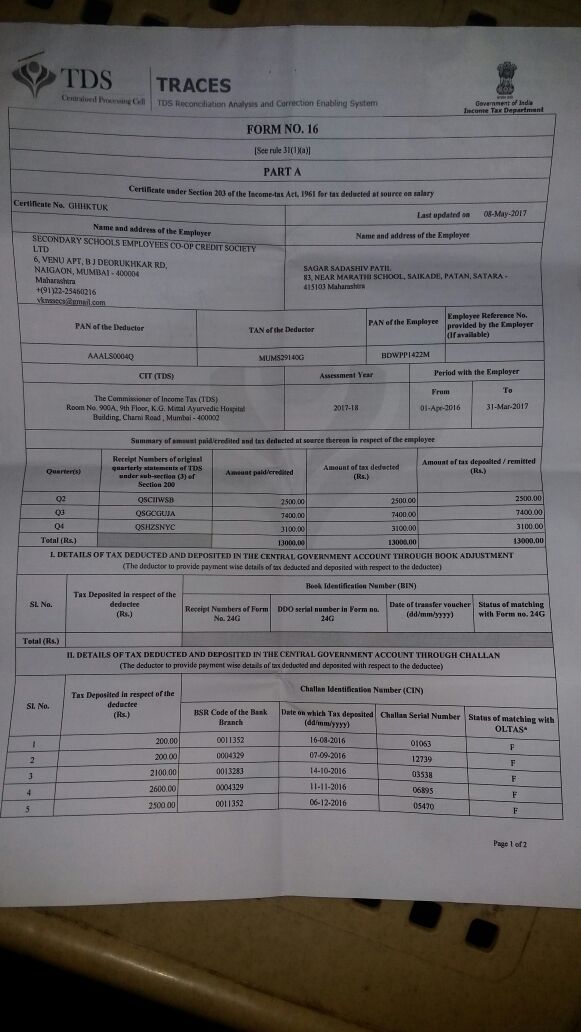 TDS
Centralized Processing Cell
TRACES
TDS Reconciliation Analysis and Correction Enabling System
Government of India
Income Tax Department
FORM NO. 16
[See rule 31(1)(a)]
PART A
Certificate under Section 203 of the Income-tax Act, 1961 for tax deducted at source on salary
Certificate No. GHHKTUK
Last updated on 08-May-2017
Name and address of the Employer
Name and address of the Employee
SECONDARY SCHOOLS EMPLOYEES CO-OP CREDIT SOCIETY
LTD
6, VENU APT, B J DEORUKHKAR RD,
NAIGAON, MUMBAI - 400004
Maharashtra
+(91)22-25460216
vkmssecs@gmail.com
SAGAR SADASHIV PATIL
83, NEAR MARATHI SCHOOL, SAIKADE, PATAN, SATARA -
415103 Maharashtra
PAN of the Deductor
TAN of the Deductor
PAN of the Employee
Employee Reference No.
provided by the Employer
(If available)
AAALS0004Q
MUMS29140G
BDWPP1422M
CIT (TDS)
Assessment Year
Period with the Employer
The Commissioner of Income Tax (TDS)
Room No. 900A, 9th Floor, K.G. Mittal Ayurvedic Hospital
Building, Charni Road , Mumbai - 400002
2017-18
From
To
01-Apr-2016
31-Mar-2017
Summary of amount paid/credited and tax deducted at source thereon in respect of the employee
Quarter(s)
Receipt Numbers of original
quarterly statements of TDS
under sub-section (3) of
Section 200
Amount paid/credited
Amount of tax deducted
(Rs.)
Amount of tax deposited / remitted
(Rs.)
Q2 QSCIIWSB 2500.00 2500.00 2500.00
Q3 QSGCGUJA 7400.00 7400.00 7400.00
Q4 QSHZSNYC 3100.00 3100.00 3100.00
Total (Rs.) 13000.00 13000.00 13000.00
I. DETAILS OF TAX DEDUCTED AND DEPOSITED IN THE CENTRAL GOVERNMENT ACCOUNT THROUGH BOOK ADJUSTMENT
(The deductor to provide payment wise details of tax deducted and deposited with respect to the deductee)
Sl. No.
Tax Deposited in respect of the
deductee
(Rs.)
Book Identification Number (BIN)
Receipt Numbers of Form
No. 24G
DDO serial number in Form no.
24G
Date of transfer voucher
(dd/mm/yyyy)
Status of matching
with Form no. 24G
Total (Rs.)
II. DETAILS OF TAX DEDUCTED AND DEPOSITED IN THE CENTRAL GOVERNMENT ACCOUNT THROUGH CHALLAN
(The deductor to provide payment wise details of tax deducted and deposited with respect to the deductee)
Sl. No.
Tax Deposited in respect of the
deductee
(Rs.)
Challan Identification Number (CIN)
BSR Code of the Bank
Branch
Date on which Tax deposited
(dd/mm/yyyy)
Challan Serial Number
Status of matching with
OLTAS*
1 200.00 0011352 16-08-2016 01063 F
2 200.00 0004329 07-09-2016 12739 F
3 2100.00 0013283 14-10-2016 03538 F
4 2600.00 0004329 11-11-2016 06895 F
5 2500.00 0011352 06-12-2016 05470 F
Page 1 of 2